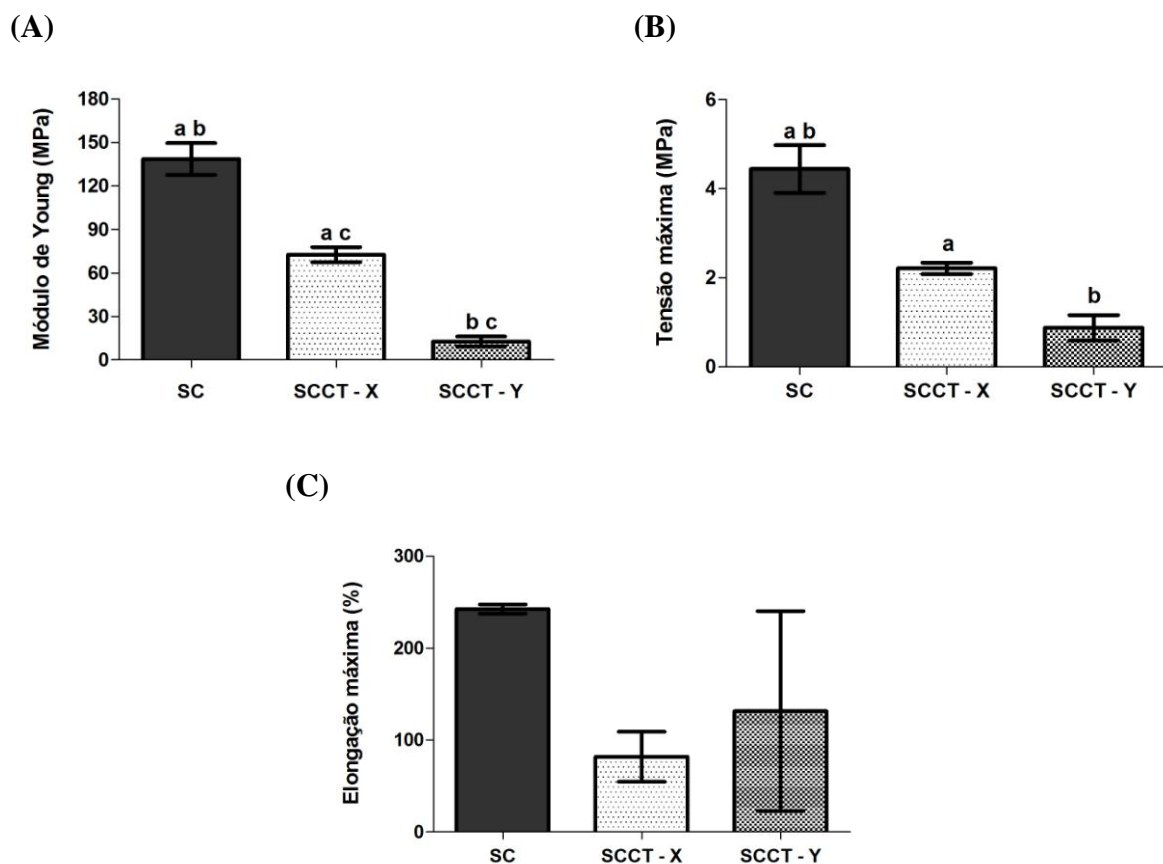 (A)
Módulo de Young (MPa)
180
150
120
90
60
30
0
a b
a c
b c
SC
SCCT - X
SCCT - Y
(B)
Tensão máxima (MPa)
6
4
2
0
a b
a
b
SC
SCCT - X
SCCT - Y
(C)
Elongação máxima (%)
300
200
100
0
SC
SCCT - X
SCCT - Y